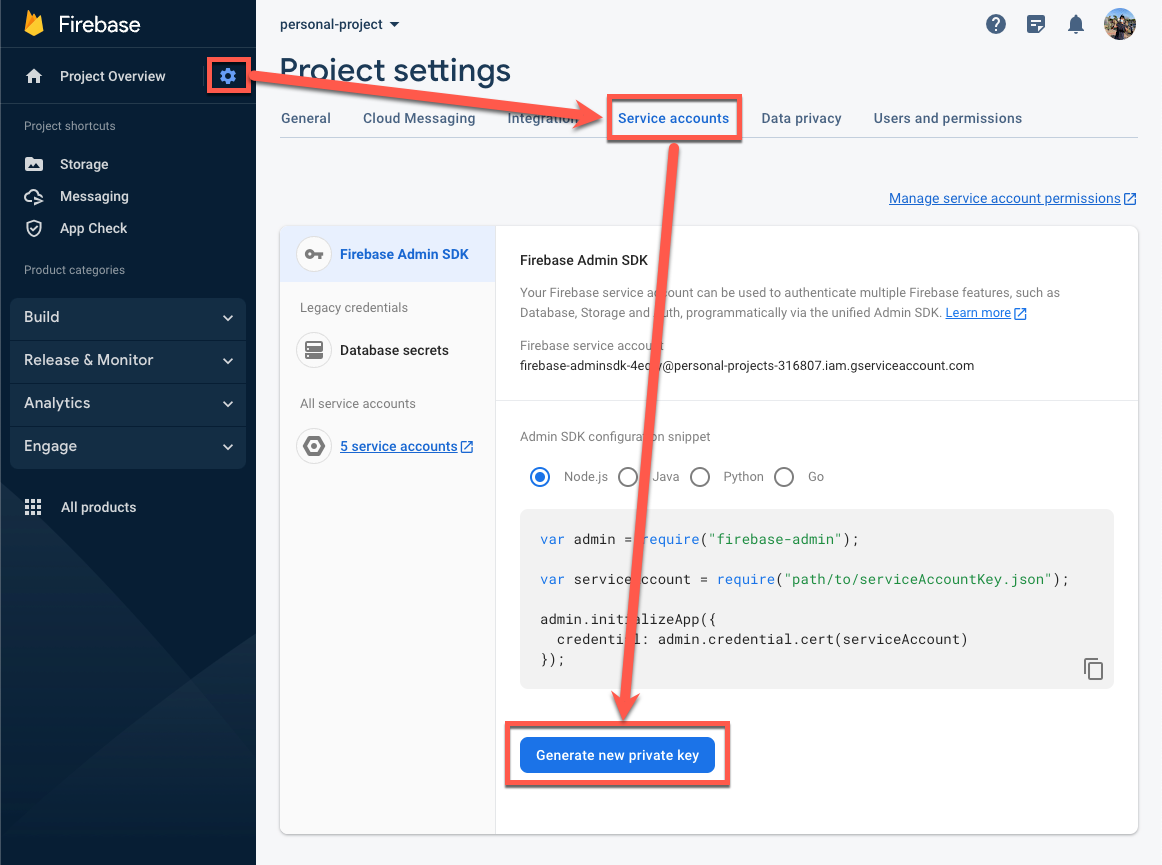 Firebase
Project Overview
Project shortcuts
Storage
Messaging
App Check
Product categories
Build
Release & Monitor
Analytics
Engage
All products
personal-project
Project settings
General Cloud Messaging Integration Service accounts Data privacy Users and permissions
Manage service account permissions
Firebase Admin SDK
Legacy credentials
Database secrets
All service accounts
5 service accounts
Firebase Admin SDK
Your Firebase service account can be used to authenticate multiple Firebase features, such as
Database, Storage and Auth, programmatically via the unified Admin SDK. Learn more
Firebase service account
@personal-projects-316807.iam.gserviceaccount.com
Admin SDK configuration snippet
Node.js Java Python Go
var admin = require("firebase-admin");
var serviceAccount = require("path/to/serviceAccountKey.json");
admin.initializeApp({
credential: admin.credential.cert(serviceAccount)
});
Generate new private key